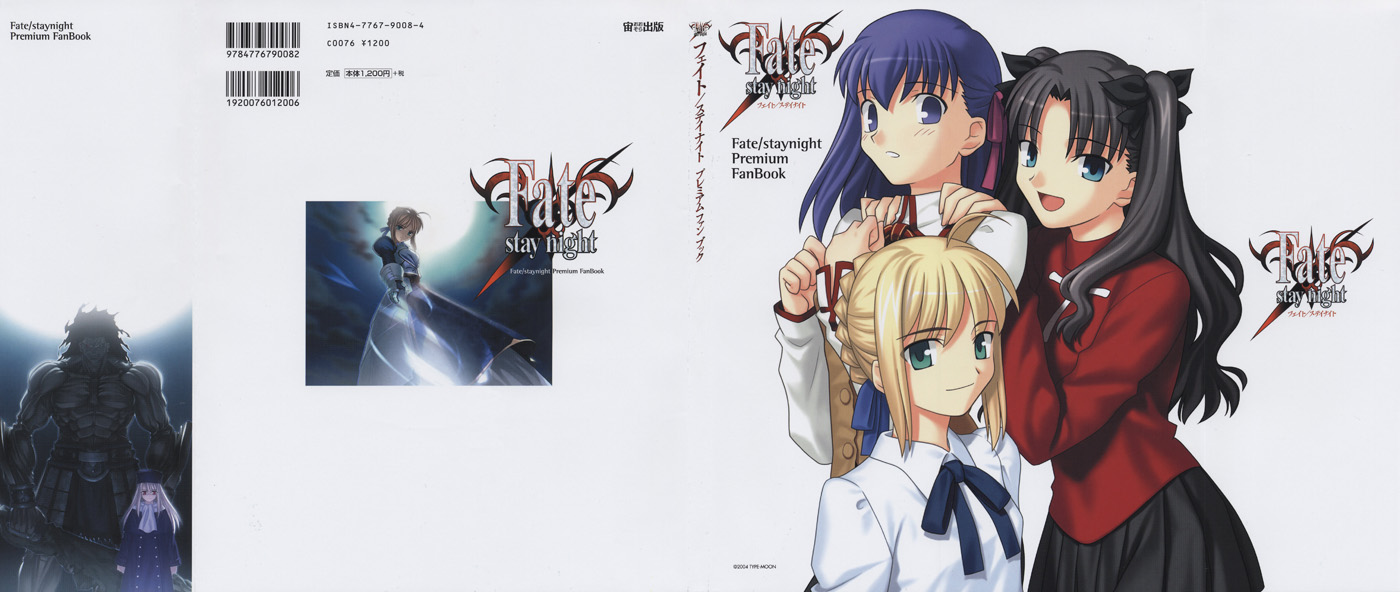 Fate/staynight
Premium FanBook
9784776790082
1920076012006
ISBN4-7767-9008-4
C0076 ¥1200
定価 本体1,200円 +税
宙出版
Fate
stay night
Fate/staynight Premium FanBook
フェイト/ステイナイト プレミアムファンブック
Fate
stay night
フェイト/ステイナイト
Fate/staynight
Premium
FanBook
©2004 TYPE-MOON
Fate
stay night
フェイト/ステイナイト